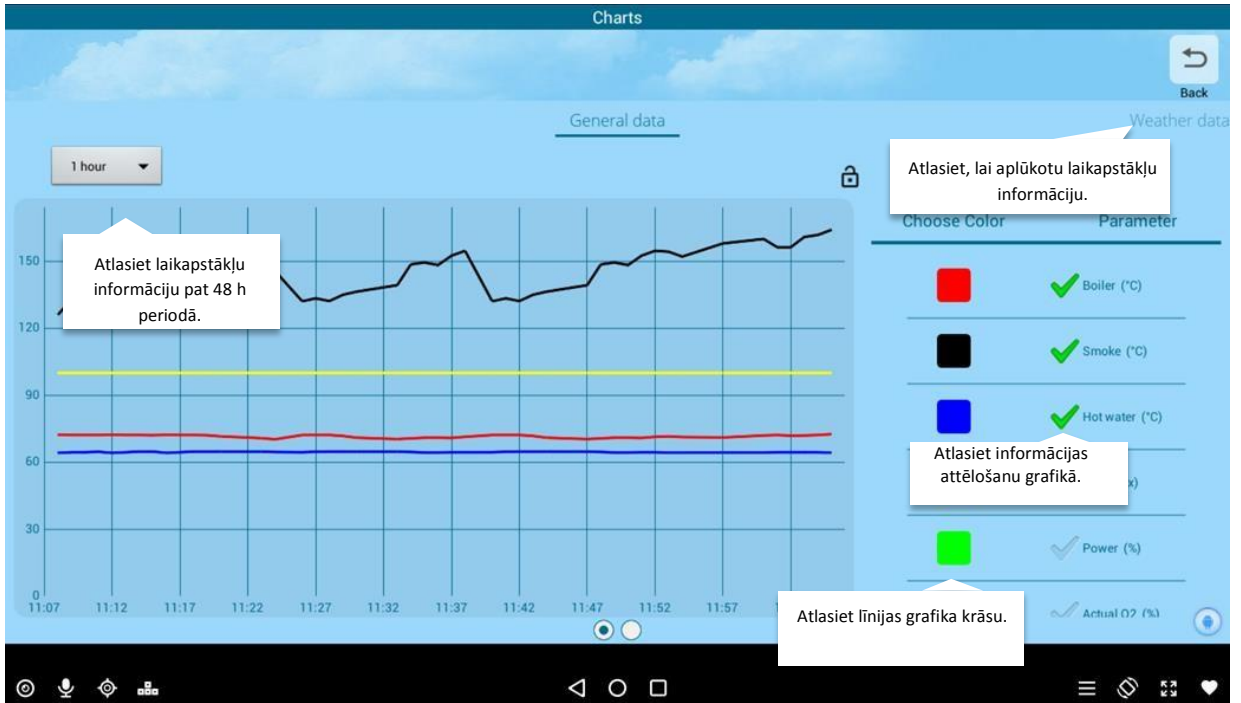 Charts
Back
General data
Weather data
1 hour
Atlasiet, lai aplūkotu laikapstākļu
informāciju.
Choose Color
Parameter
Atlasiet laikapstākļu
informāciju pat 48 h
periodā.
150
120
90
60
30
0
11:07
11:12
11:17
11:22
11:27
11:32
11:37
11:42
11:47
11:52
11:57
Boiler (°C)
Smoke (°C)
Hot water (°C)
Atlasiet informācijas
attēlošanu grafikā.
Power (%)
Atlasiet līnijas grafika krāsu.
Actual O2 (%)